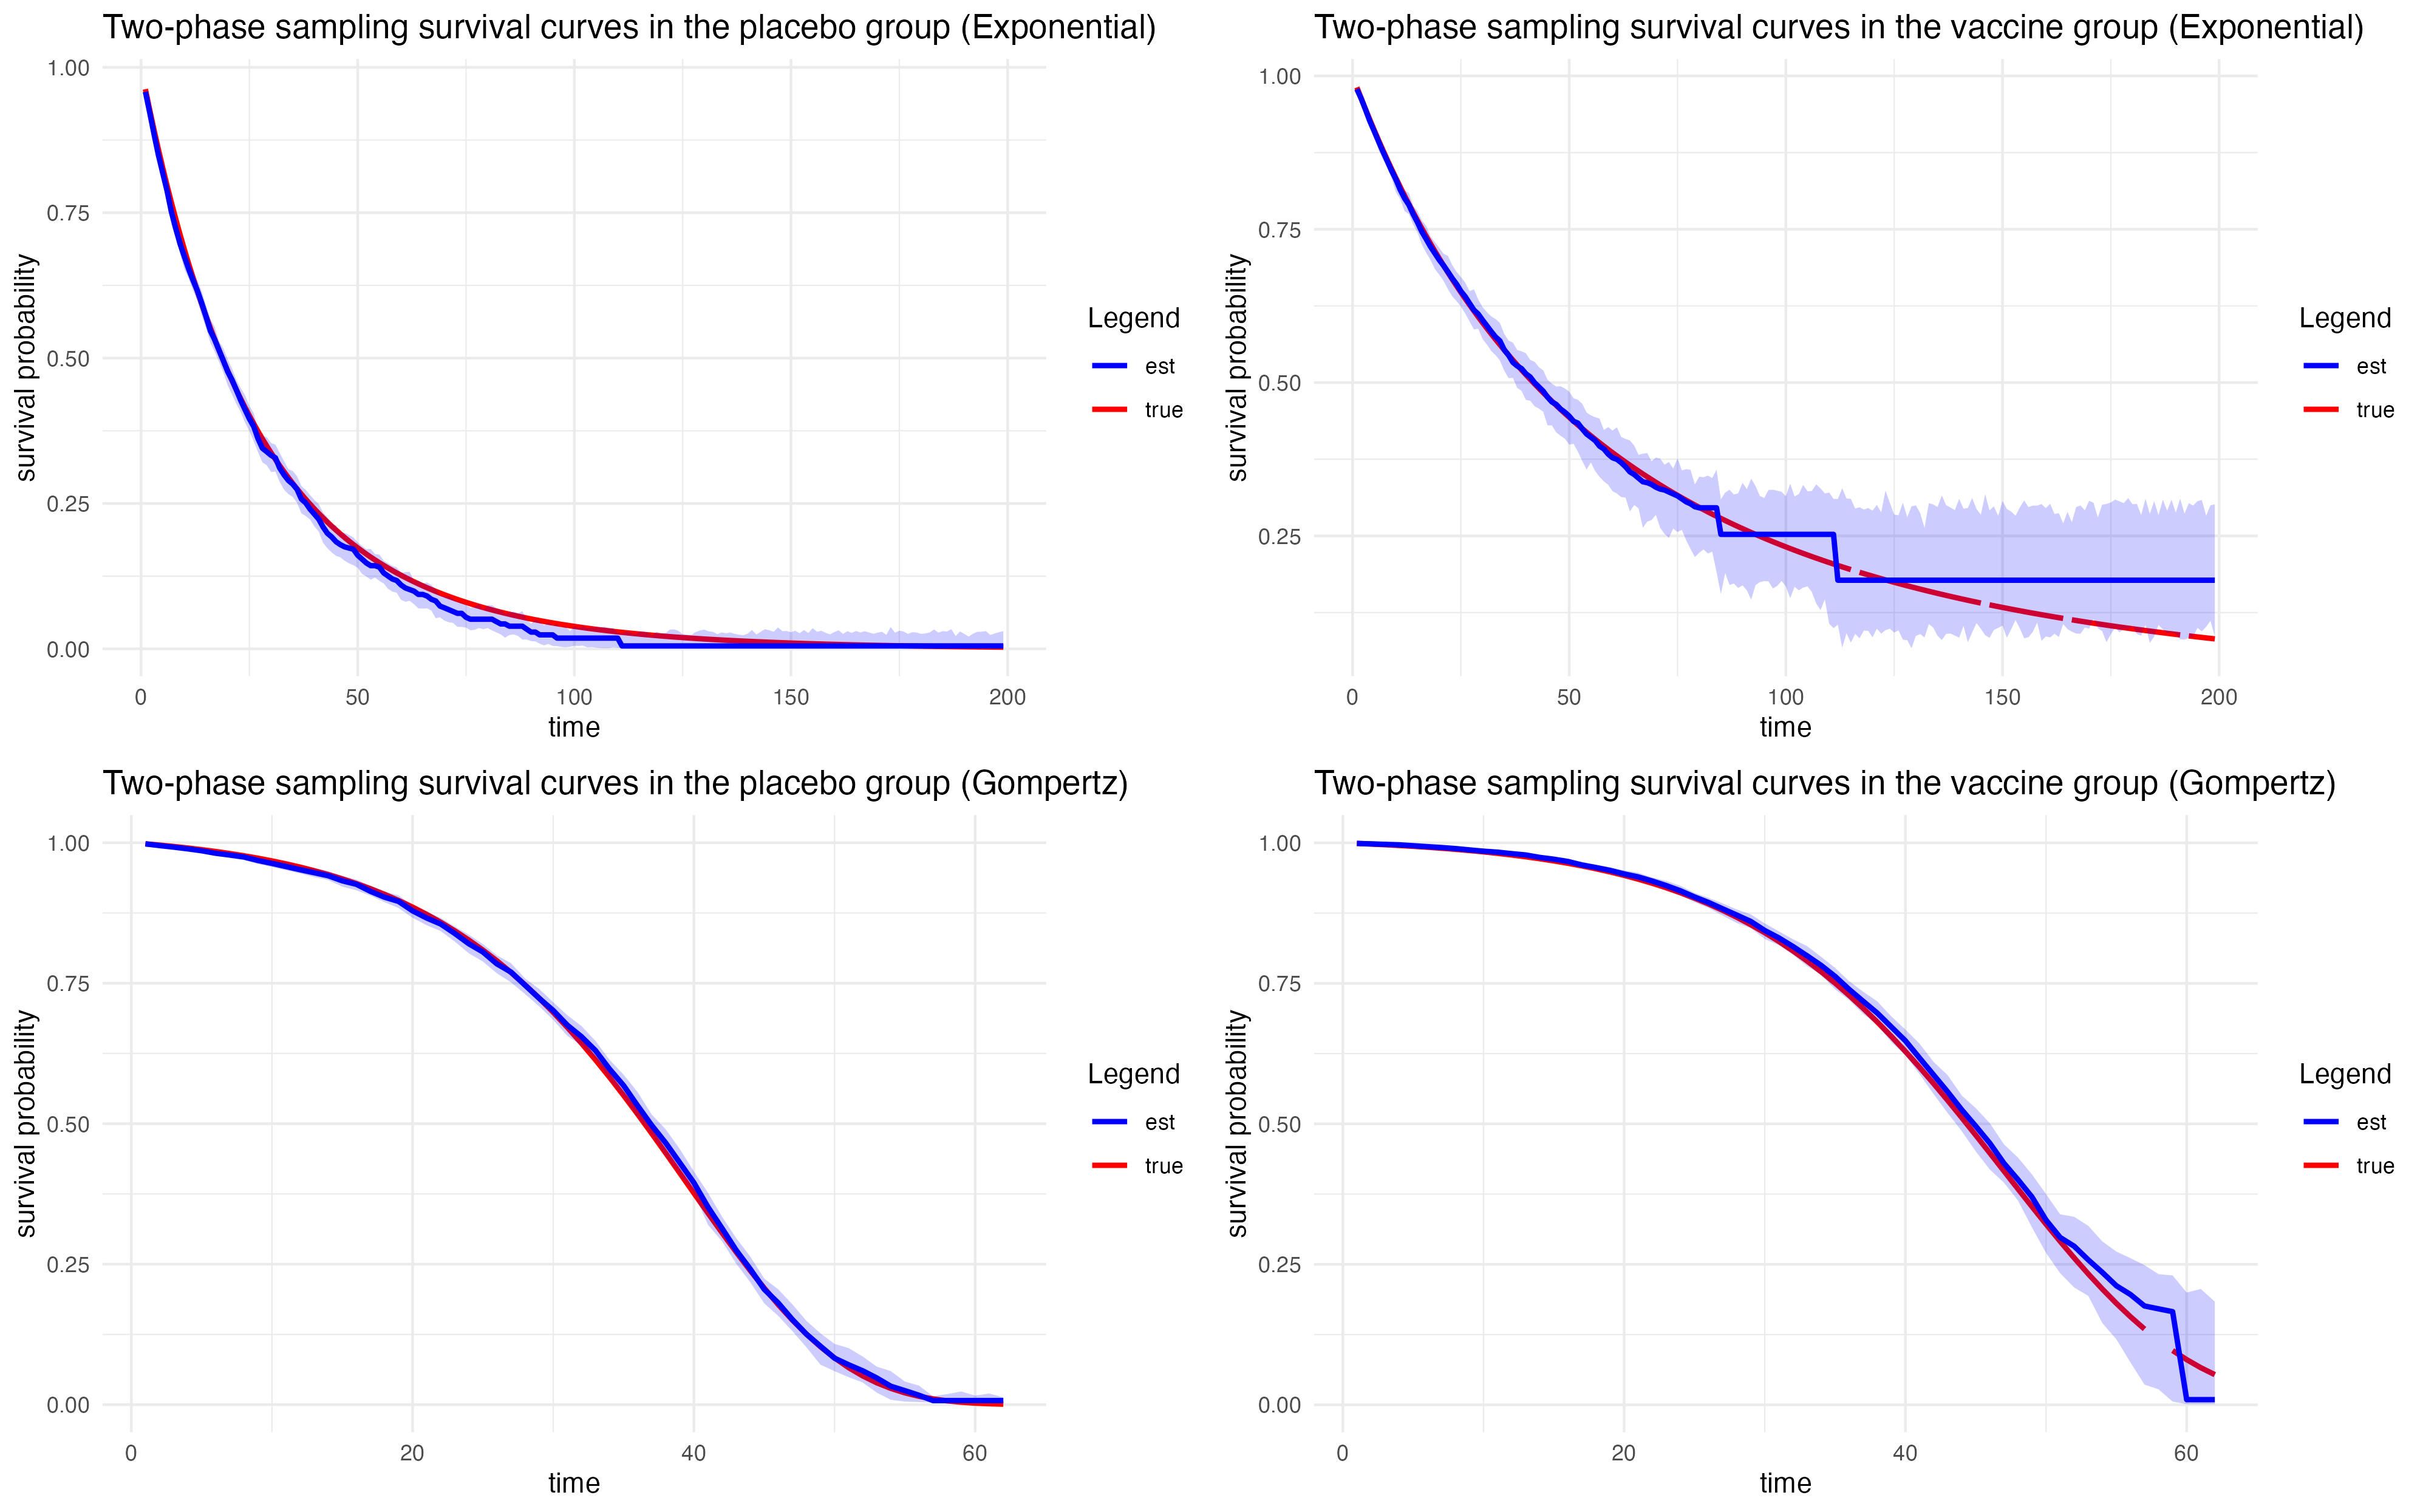 Two-phase sampling survival curves in the placebo group (Exponential)
1.00
0.75
0.50
0.25
0.00
survival probability
0
50
100
150
200
time
Legend
est
true
Two-phase sampling survival curves in the vaccine group (Exponential)
1.00
0.75
0.50
0.25
survival probability
0
50
100
150
200
time
Legend
est
true
Two-phase sampling survival curves in the placebo group (Gompertz)
1.00
0.75
0.50
0.25
0.00
survival probability
0
20
40
60
time
Legend
est
true
Two-phase sampling survival curves in the vaccine group (Gompertz)
1.00
0.75
0.50
0.25
0.00
survival probability
0
20
40
60
time
Legend
est
true